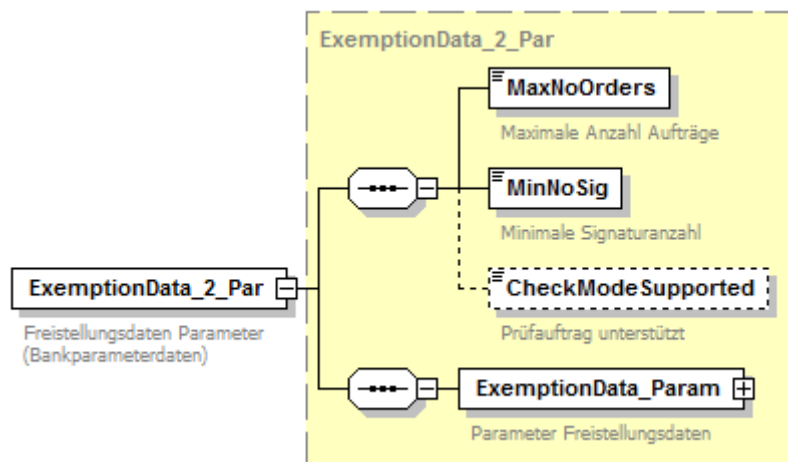 ExemptionData_2_Par
MaxNoOrders
Maximale Anzahl Aufträge
MinNoSig
Minimale Signaturanzahl
CheckModeSupported
Prüfauftrag unterstützt
ExemptionData_2_Par
Freistellungsdaten Parameter
(Bankparameterdaten)
ExemptionData_Param
Parameter Freistellungsdaten